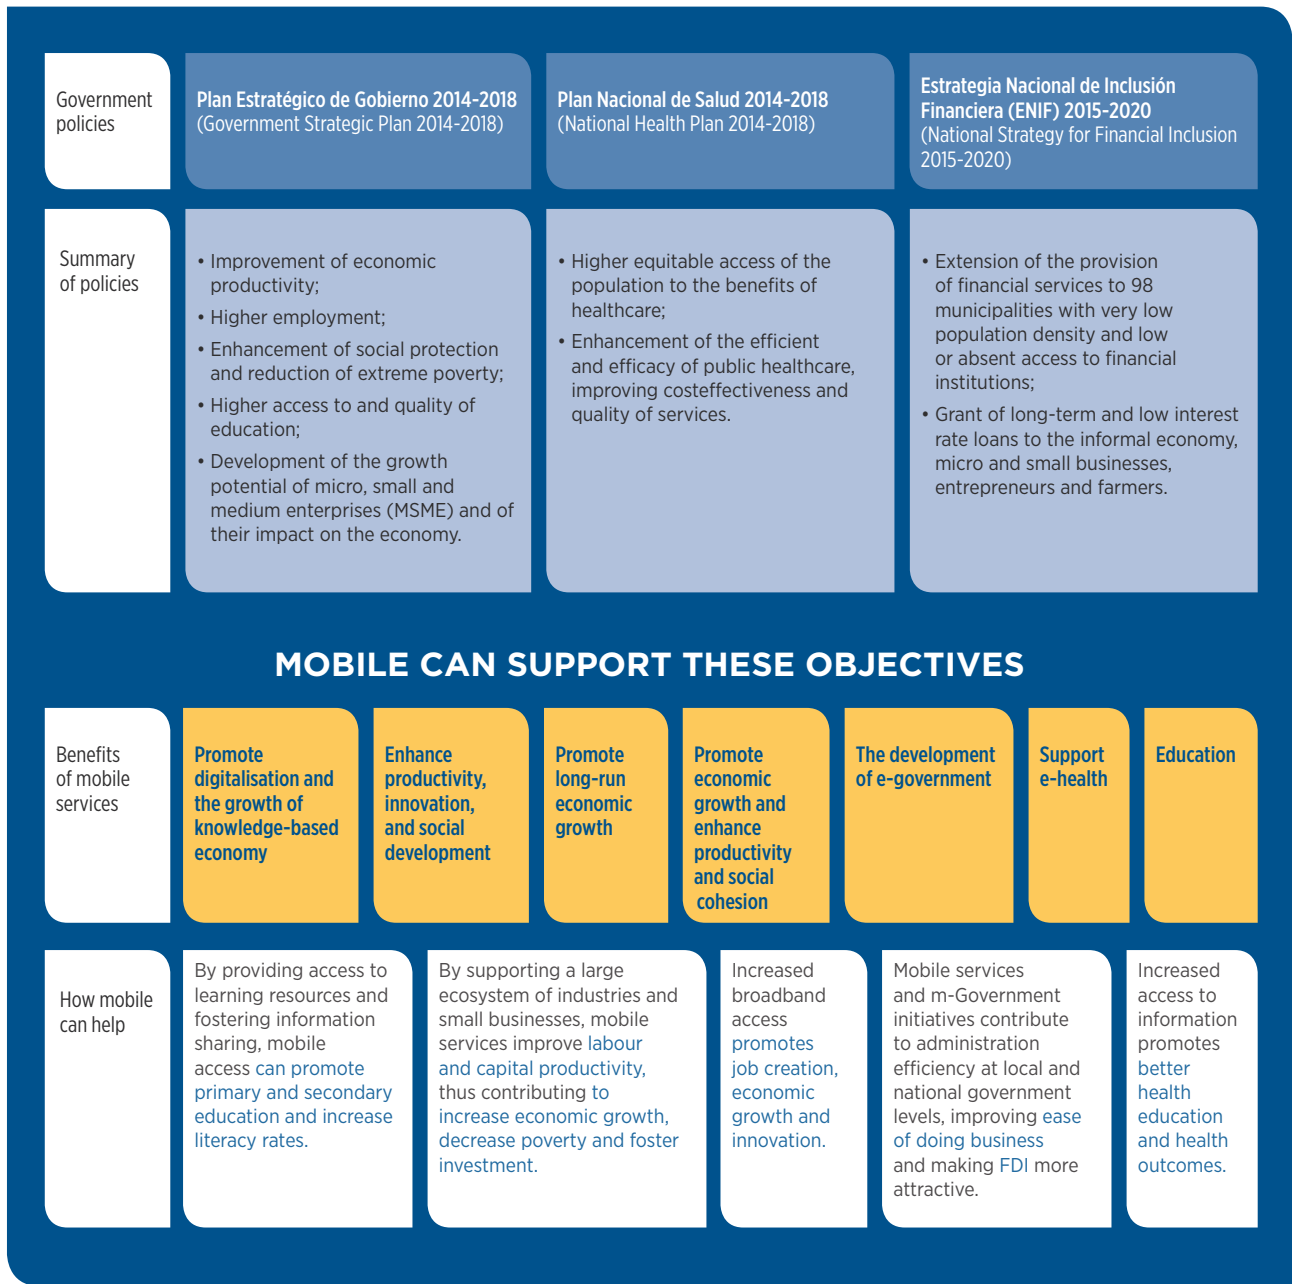 Government
policies
Plan Estratégico de Gobierno 2014-2018
(Government Strategic Plan 2014-2018)
Plan Nacional de Salud 2014-2018
(National Health Plan 2014-2018)
Estrategia Nacional de Inclusión
Financiera (ENIF) 2015-2020
(National Strategy for Financial Inclusion
2015-2020)
Summary
of policies
• Improvement of economic
productivity;
• Higher employment;
• Enhancement of social protection
and reduction of extreme poverty;
• Higher access to and quality of
education;
• Development of the growth
potential of micro, small and
medium enterprises (MSME) and of
their impact on the economy.
• Higher equitable access of the
population to the benefits of
healthcare;
• Enhancement of the efficient
and efficacy of public healthcare,
improving costeffectiveness and
quality of services.
• Extension of the provision
of financial services to 98
municipalities with very low
population density and low
or absent access to financial
institutions;
• Grant of long-term and low interest
rate loans to the informal economy,
micro and small businesses,
entrepreneurs and farmers.
MOBILE CAN SUPPORT THESE OBJECTIVES
Benefits
of mobile
services
Promote
digitalisation and
the growth of
knowledge-based
economy
Enhance
productivity,
innovation,
and social
development
Promote
long-run
economic
growth
Promote
economic
growth and
enhance
productivity
and social
cohesion
The development
of e-government
Support
e-health
Education
How mobile
can help
By providing access to
learning resources and
fostering information
sharing, mobile
access can promote
primary and secondary
education and increase
literacy rates.
By supporting a large
ecosystem of industries and
small businesses, mobile
services improve labour
and capital productivity,
thus contributing to
increase economic growth,
decrease poverty and foster
investment.
Increased
broadband
access
promotes
job creation,
economic
growth and
innovation.
Mobile services
and m-Government
initiatives contribute
to administration
efficiency at local and
national government
levels, improving ease
of doing business
and making FDI more
attractive.
Increased
access to
information
promotes
better
health
education
and health
outcomes.